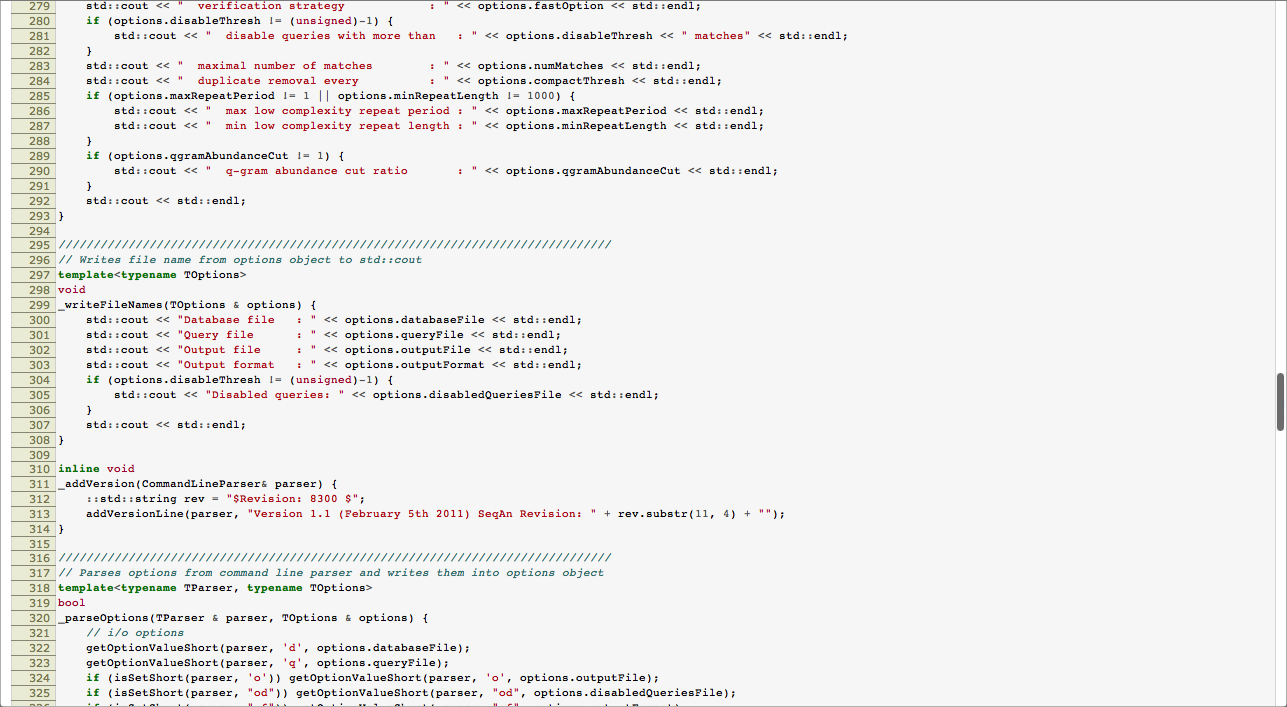 279     std::cout << "  verification strategy            : " << options.fastOption << std::endl;
280     if (options.disableThresh != (unsigned)-1) {
281         std::cout << "  disable queries with more than   : " << options.disableThresh << " matches" << std::endl;
282     }
283     std::cout << "  maximal number of matches        : " << options.numMatches << std::endl;
284     std::cout << "  duplicate removal every          : " << options.compactThresh << std::endl;
285     if (options.maxRepeatPeriod != 1 || options.minRepeatLength != 1000) {
286         std::cout << "  max low complexity repeat period : " << options.maxRepeatPeriod << std::endl;
287         std::cout << "  min low complexity repeat length : " << options.minRepeatLength << std::endl;
288     }
289     if (options.qgramAbundanceCut != 1) {
290         std::cout << "  q-gram abundance cut ratio       : " << options.qgramAbundanceCut << std::endl;
291     }
292     std::cout << std::endl;
293 }
294
295 ///////////////////////////////////////////////////////////////////////////////
296 // Writes file name from options object to std::cout
297 template<typename TOptions>
298 void
299 _writeFileNames(TOptions & options) {
300     std::cout << "Database file   : " << options.databaseFile << std::endl;
301     std::cout << "Query file      : " << options.queryFile << std::endl;
302     std::cout << "Output file     : " << options.outputFile << std::endl;
303     std::cout << "Output format   : " << options.outputFormat << std::endl;
304     if (options.disableThresh != (unsigned)-1) {
305         std::cout << "Disabled queries: " << options.disabledQueriesFile << std::endl;
306     }
307     std::cout << std::endl;
308 }
309
310 inline void
311 _addVersion(CommandLineParser& parser) {
312     ::std::string rev = "$Revision: 8300 $";
313     addVersionLine(parser, "Version 1.1 (February 5th 2011) SeqAn Revision: " + rev.substr(11, 4) + "");
314 }
315
316 ///////////////////////////////////////////////////////////////////////////////
317 // Parses options from command line parser and writes them into options object
318 template<typename TParser, typename TOptions>
319 bool
320 _parseOptions(TParser & parser, TOptions & options) {
321     // i/o options
322     getOptionValueShort(parser, 'd', options.databaseFile);
323     getOptionValueShort(parser, 'q', options.queryFile);
324     if (isSetShort(parser, 'o')) getOptionValueShort(parser, 'o', options.outputFile);
325     if (isSetShort(parser, "od")) getOptionValueShort(parser, "od", options.disabledQueriesFile);